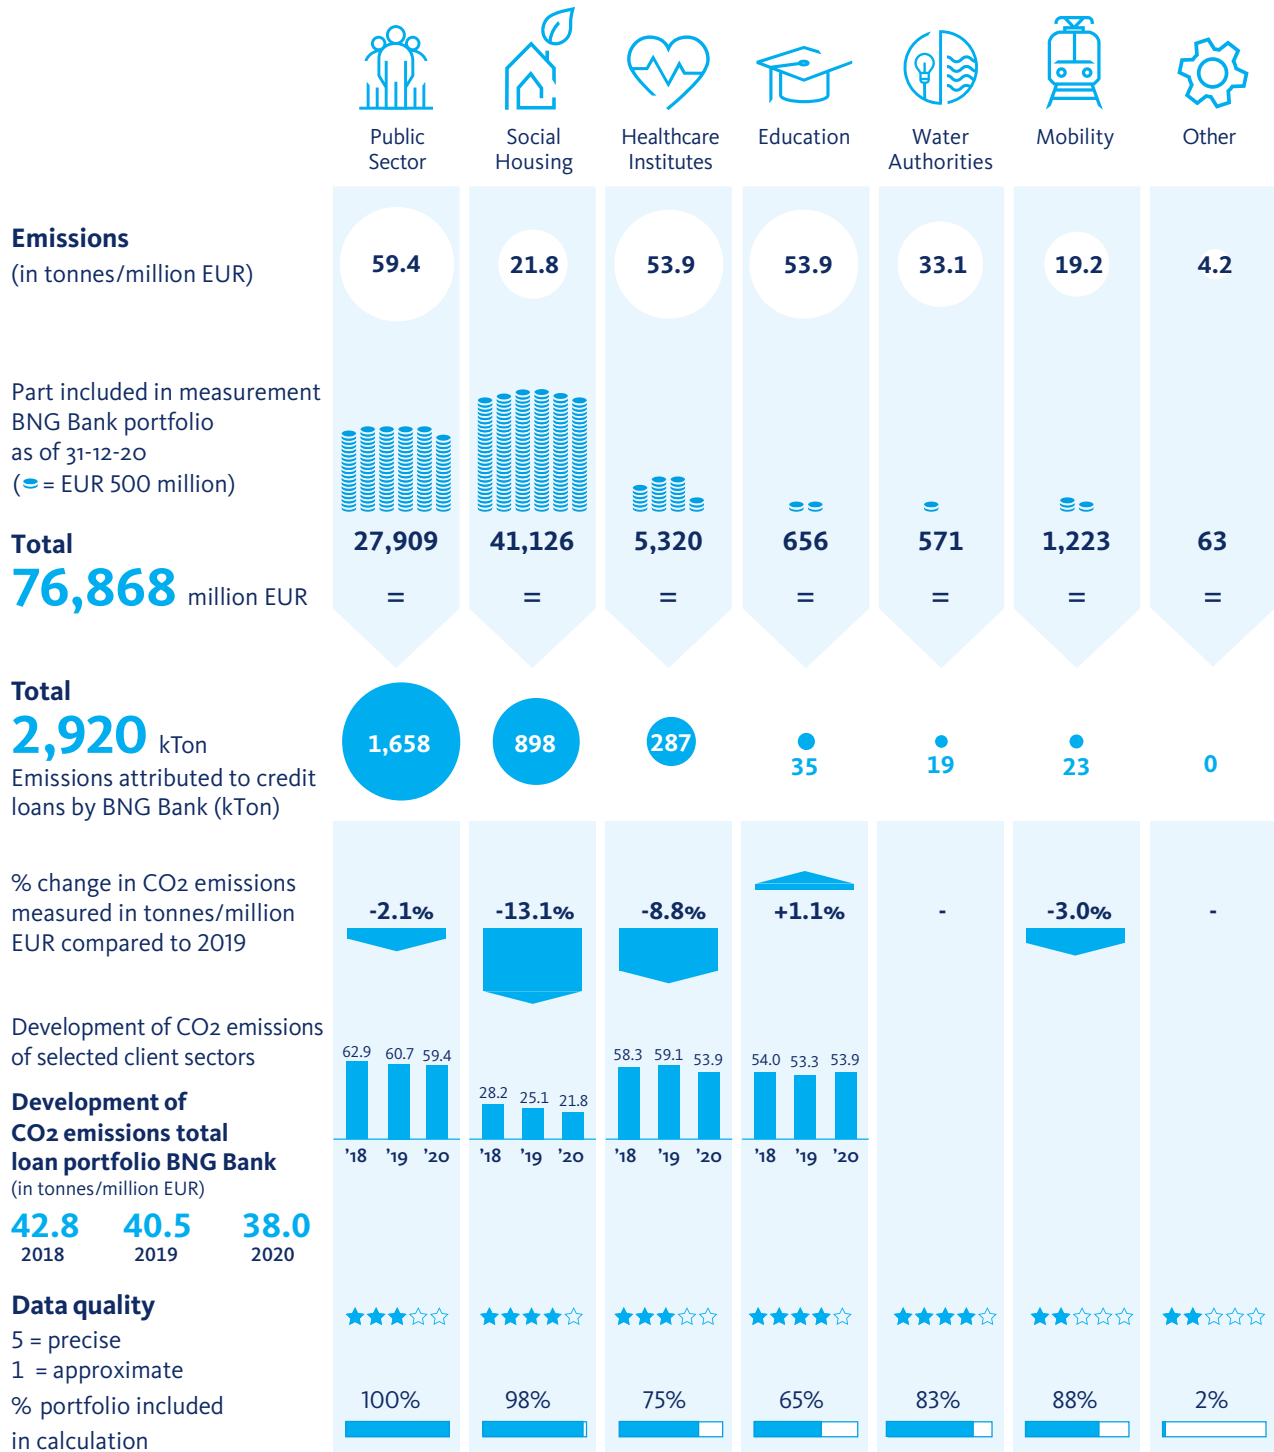 Public
Sector
Social
Housing
Healthcare
Institutes
Education
Water
Authorities
Mobility
Other
Emissions
(in tonnes/million EUR)
59.4
21.8
53.9
53.9
33.1
19.2
4.2
Part included in measurement
BNG Bank portfolio
as of 31-12-20
( = EUR 500 million)
Total
76,868 million EUR
27,909
41,126
5,320
656
571
1,223
63
=
=
=
=
=
=
=
Total
2,920 kTon
Emissions attributed to credit
loans by BNG Bank (kTon)
1,658
898
287
35
19
23
0
% change in CO2 emissions
measured in tonnes/million
EUR compared to 2019
-2.1%
-13.1%
-8.8%
+1.1%
-
-3.0%
-
Development of CO2 emissions
of selected client sectors
62.9 60.7 59.4
’18 ’19 ’20
28.2 25.1 21.8
’18 ’19 ’20
58.3 59.1 53.9
’18 ’19 ’20
54.0 53.3 53.9
’18 ’19 ’20
Development of
CO2 emissions total
loan portfolio BNG Bank
(in tonnes/million EUR)
42.8 40.5 38.0
2018 2019 2020
Data quality
5 = precise
1 = approximate
% portfolio included
in calculation
100%
98%
75%
65%
83%
88%
2%